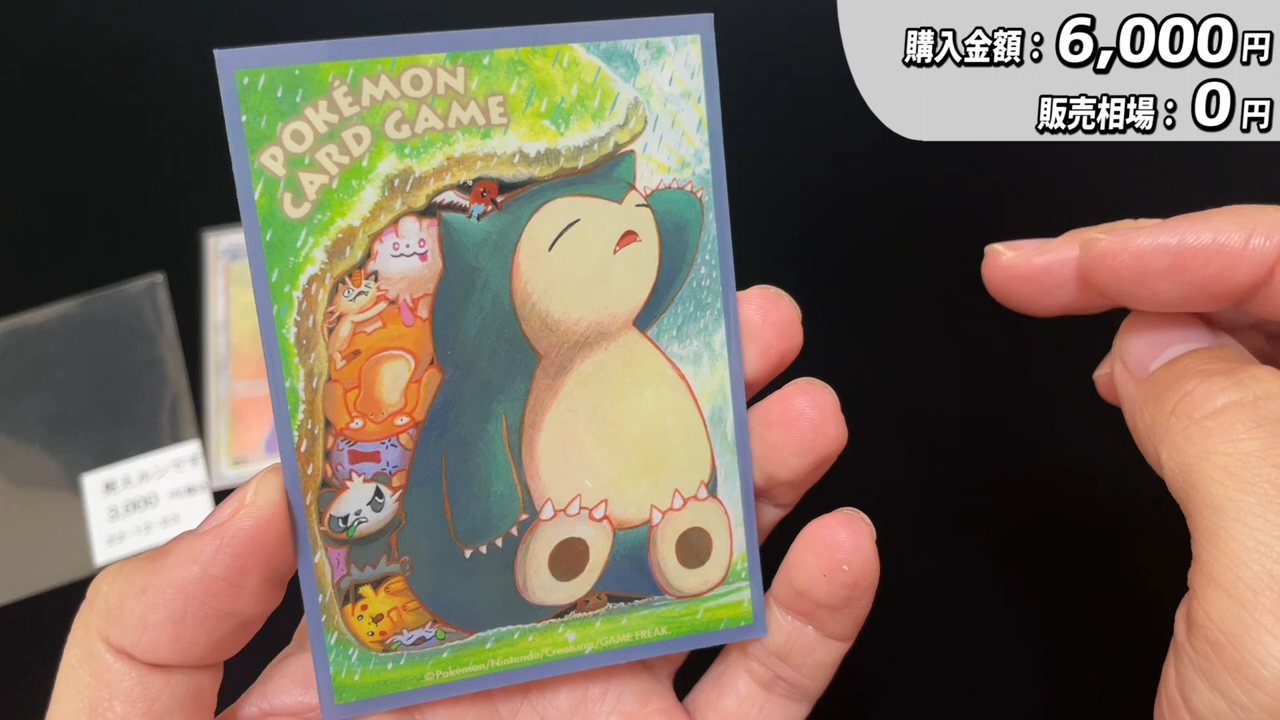 購入金額：6,000円
販売相場：0円
POKÉMON
CARD GAME
3,000
©Pokémon/Nintendo/Creatures/GAME FREAK.